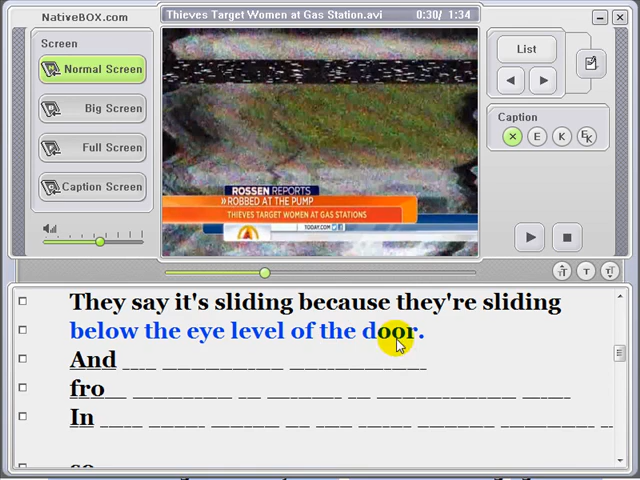 NativeBOX.com
Thieves Target Women at Gas Station.avi
0:30/ 1:34
Screen
Normal Screen
Big Screen
Full Screen
Caption Screen
ROSSEN REPORTS
»ROBBED AT THE PUMP
THIEVES TARGET WOMEN AT GAS STATIONS
TODAY.COM
List
Caption
X E K EK
T T T
They say it's sliding because they're sliding
below the eye level of the door.
And
fro
In
so